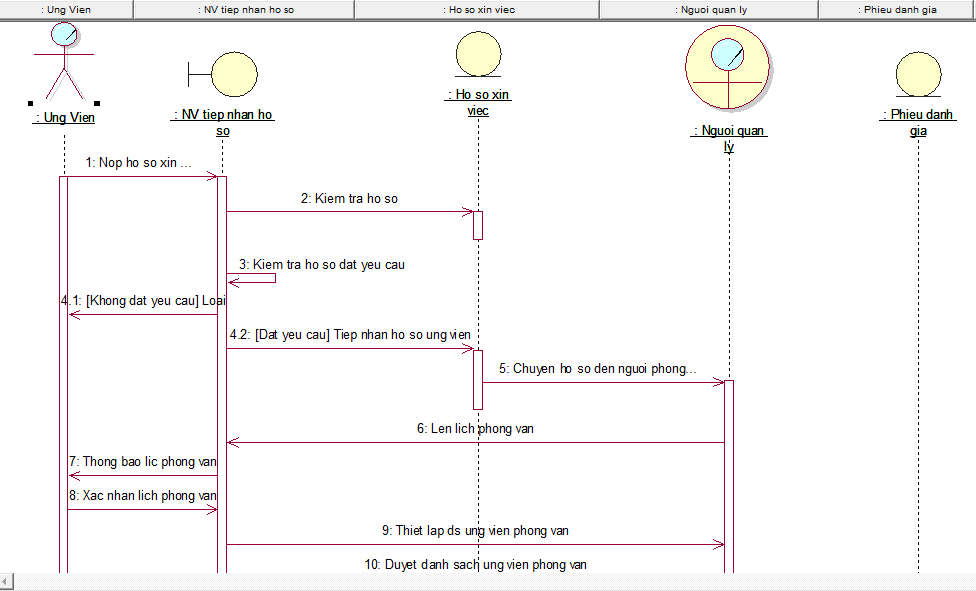 : Ung Vien
: NV tiep nhan ho so
: Ho so xin viec
: Nguoi quan ly
: Phieu danh gia
: Ung Vien
: NV tiep nhan ho
so
: Ho so xin
viec
: Nguoi quan
ly
: Phieu danh
gia
1: Nop ho so xin ...
2: Kiem tra ho so
3: Kiem tra ho so dat yeu cau
4.1: [Khong dat yeu cau] Loai
4.2: [Dat yeu cau] Tiep nhan ho so ung vien
5: Chuyen ho so den nguoi phong...
6: Len lich phong van
7: Thong bao lic phong van
8: Xac nhan lich phong van
9: Thiet lap ds ung vien phong van
10: Duyet danh sach ung vien phong van